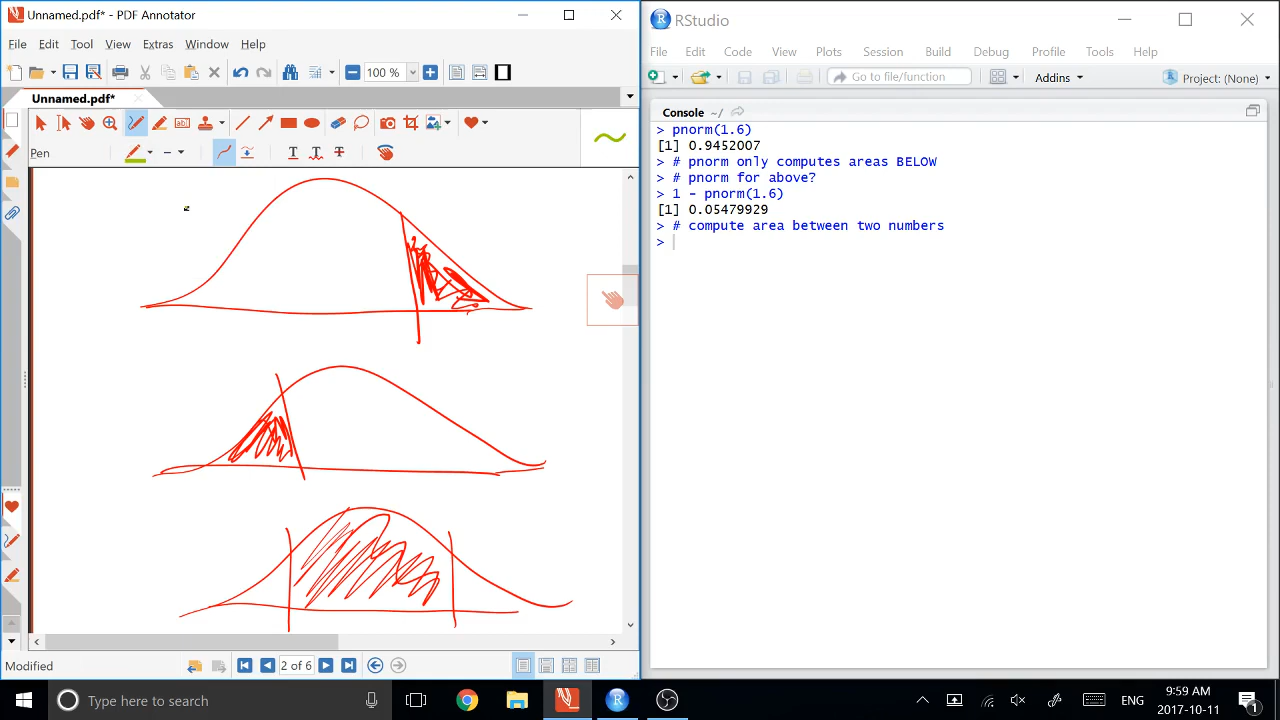 Unnamed.pdf* - PDF Annotator
File Edit Tool View Extras Window Help
100 %
Unnamed.pdf*
Pen
2 of 6
Modified
RStudio
File Edit Code View Plots Session Build Debug Profile Tools Help
Go to file/function
Addins
Project: (None)
Console ~/
> pnorm(1.6)
[1] 0.9452007
> # pnorm only computes areas BELOW
> # pnorm for above?
> 1 - pnorm(1.6)
[1] 0.05479929
> # compute area between two numbers
>
Type here to search
ENG
9:59 AM
2017-10-11
1